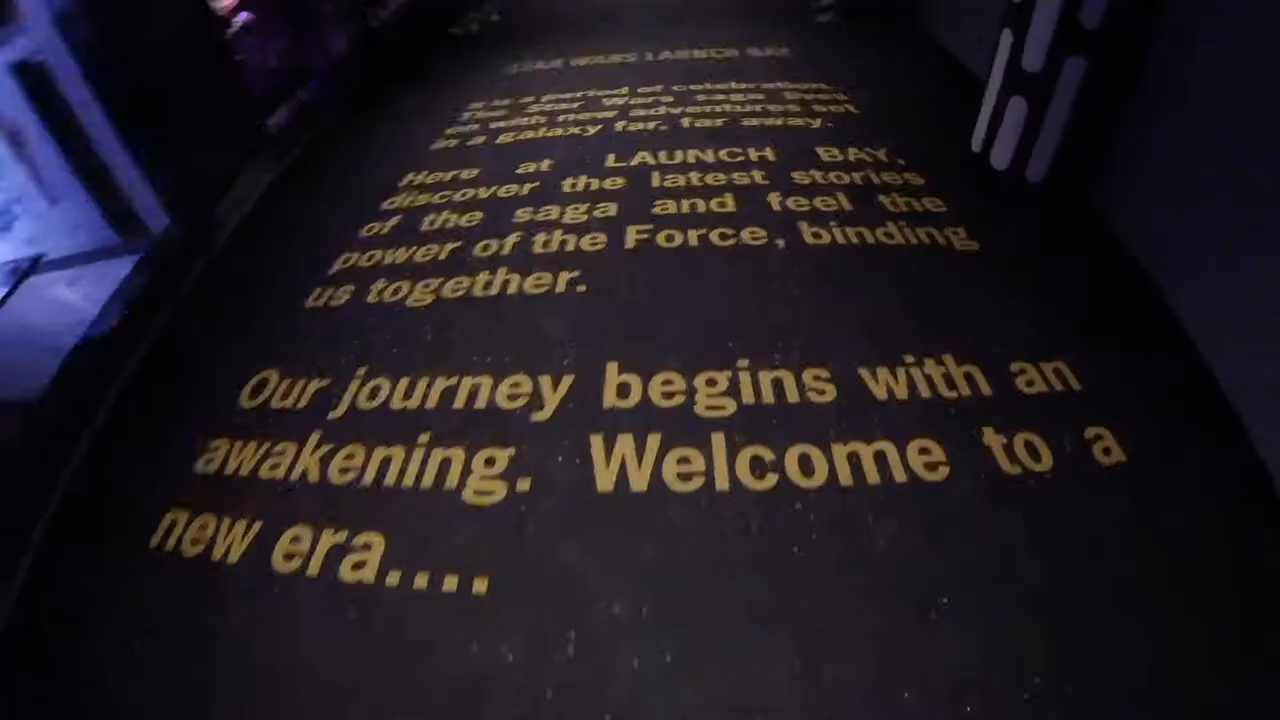 STAR WARS LAUNCH BAY
It is a period of celebration.
The Star Wars saga
on with new adventures set
in a galaxy far, far away.
Here at LAUNCH BAY,
discover the latest stories
of the saga and feel the
power of the Force, binding
us together.
Our journey begins with an
awakening. Welcome to a
new era....